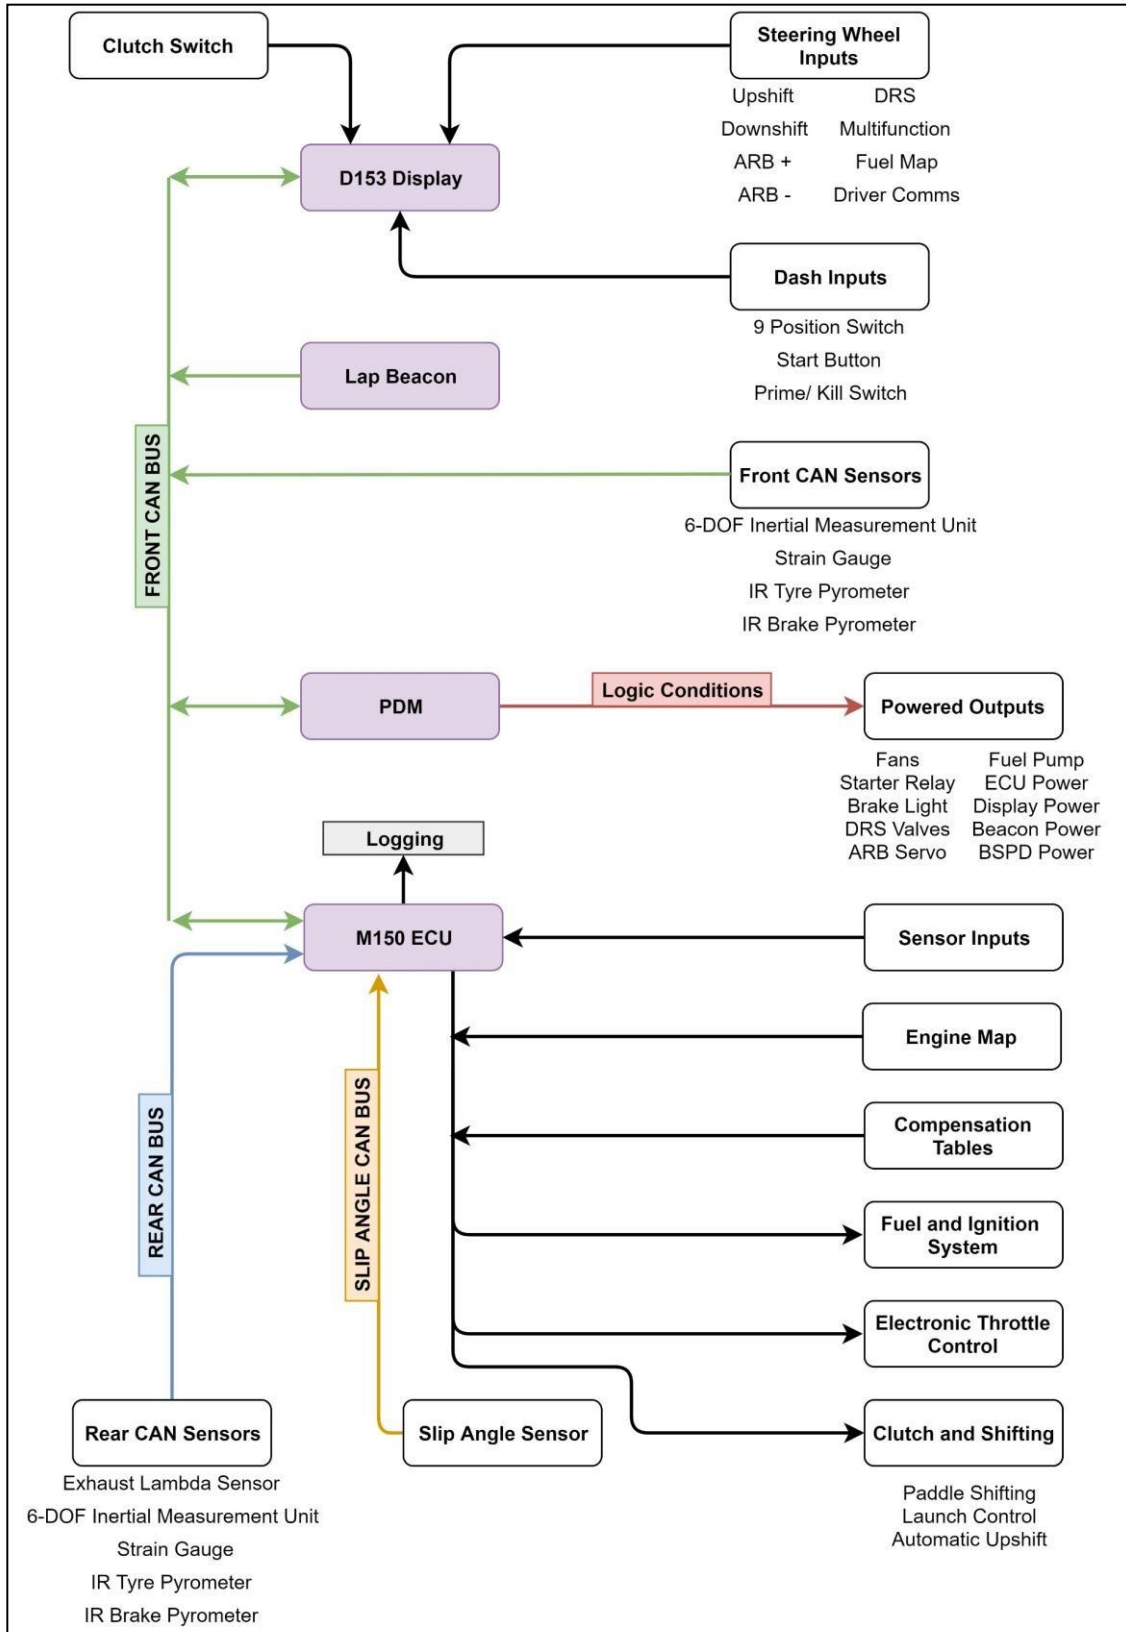 Clutch Switch
Steering Wheel
Inputs
Upshift DRS
Downshift Multifunction
ARB + Fuel Map
ARB - Driver Comms
D153 Display
Dash Inputs
9 Position Switch
Start Button
Prime/ Kill Switch
Lap Beacon
FRONT CAN BUS
Front CAN Sensors
6-DOF Inertial Measurement Unit
Strain Gauge
IR Tyre Pyrometer
IR Brake Pyrometer
PDM
Logic Conditions
Powered Outputs
Fans Fuel Pump
Starter Relay ECU Power
Brake Light Display Power
DRS Valves Beacon Power
ARB Servo BSPD Power
Logging
M150 ECU
Sensor Inputs
Engine Map
Compensation
Tables
Fuel and Ignition
System
Electronic Throttle
Control
Clutch and Shifting
Paddle Shifting
Launch Control
Automatic Upshift
REAR CAN BUS
SLIP ANGLE CAN BUS
Slip Angle Sensor
Rear CAN Sensors
Exhaust Lambda Sensor
6-DOF Inertial Measurement Unit
Strain Gauge
IR Tyre Pyrometer
IR Brake Pyrometer